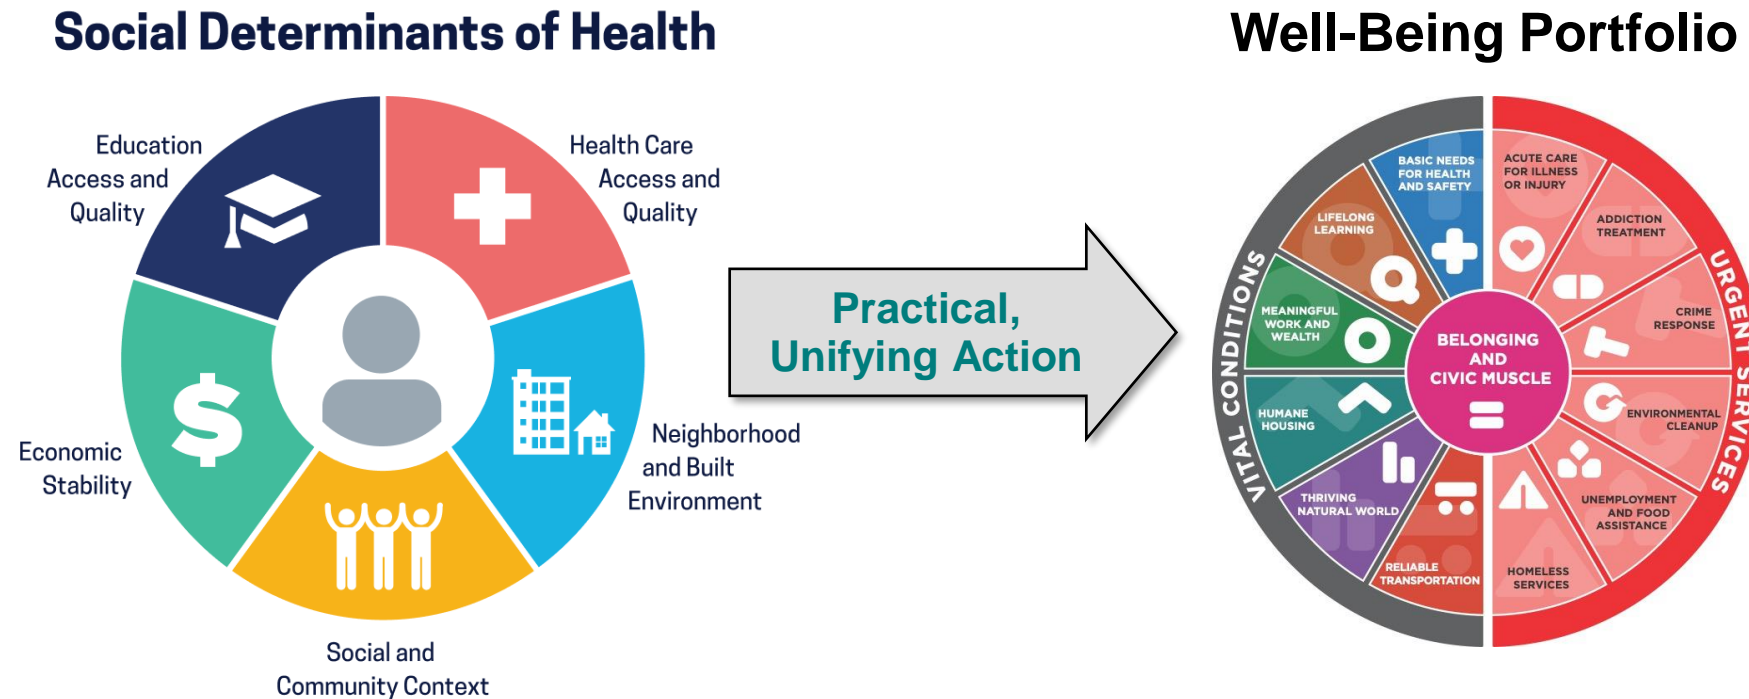 Social Determinants of Health
Education
Access and
Quality
Health Care
Access and
Quality
Economic
Stability
Neighborhood
and Built
Environment
Social and
Community Context
Practical,
Unifying Action
Well-Being Portfolio
VITAL CONDITIONS
BASIC NEEDS
FOR HEALTH
AND SAFETY
LIFELONG
LEARNING
MEANINGFUL
WORK AND
WEALTH
HUMANE
HOUSING
THRIVING
NATURAL WORLD
RELIABLE
TRANSPORTATION
BELONGING
AND
CIVIC MUSCLE
URGENT SERVICES
ACUTE CARE
FOR ILLNESS
OR INJURY
ADDICTION
TREATMENT
CRIME
RESPONSE
ENVIRONMENTAL
CLEANUP
UNEMPLOYMENT
AND FOOD
ASSISTANCE
HOMELESS
SERVICES